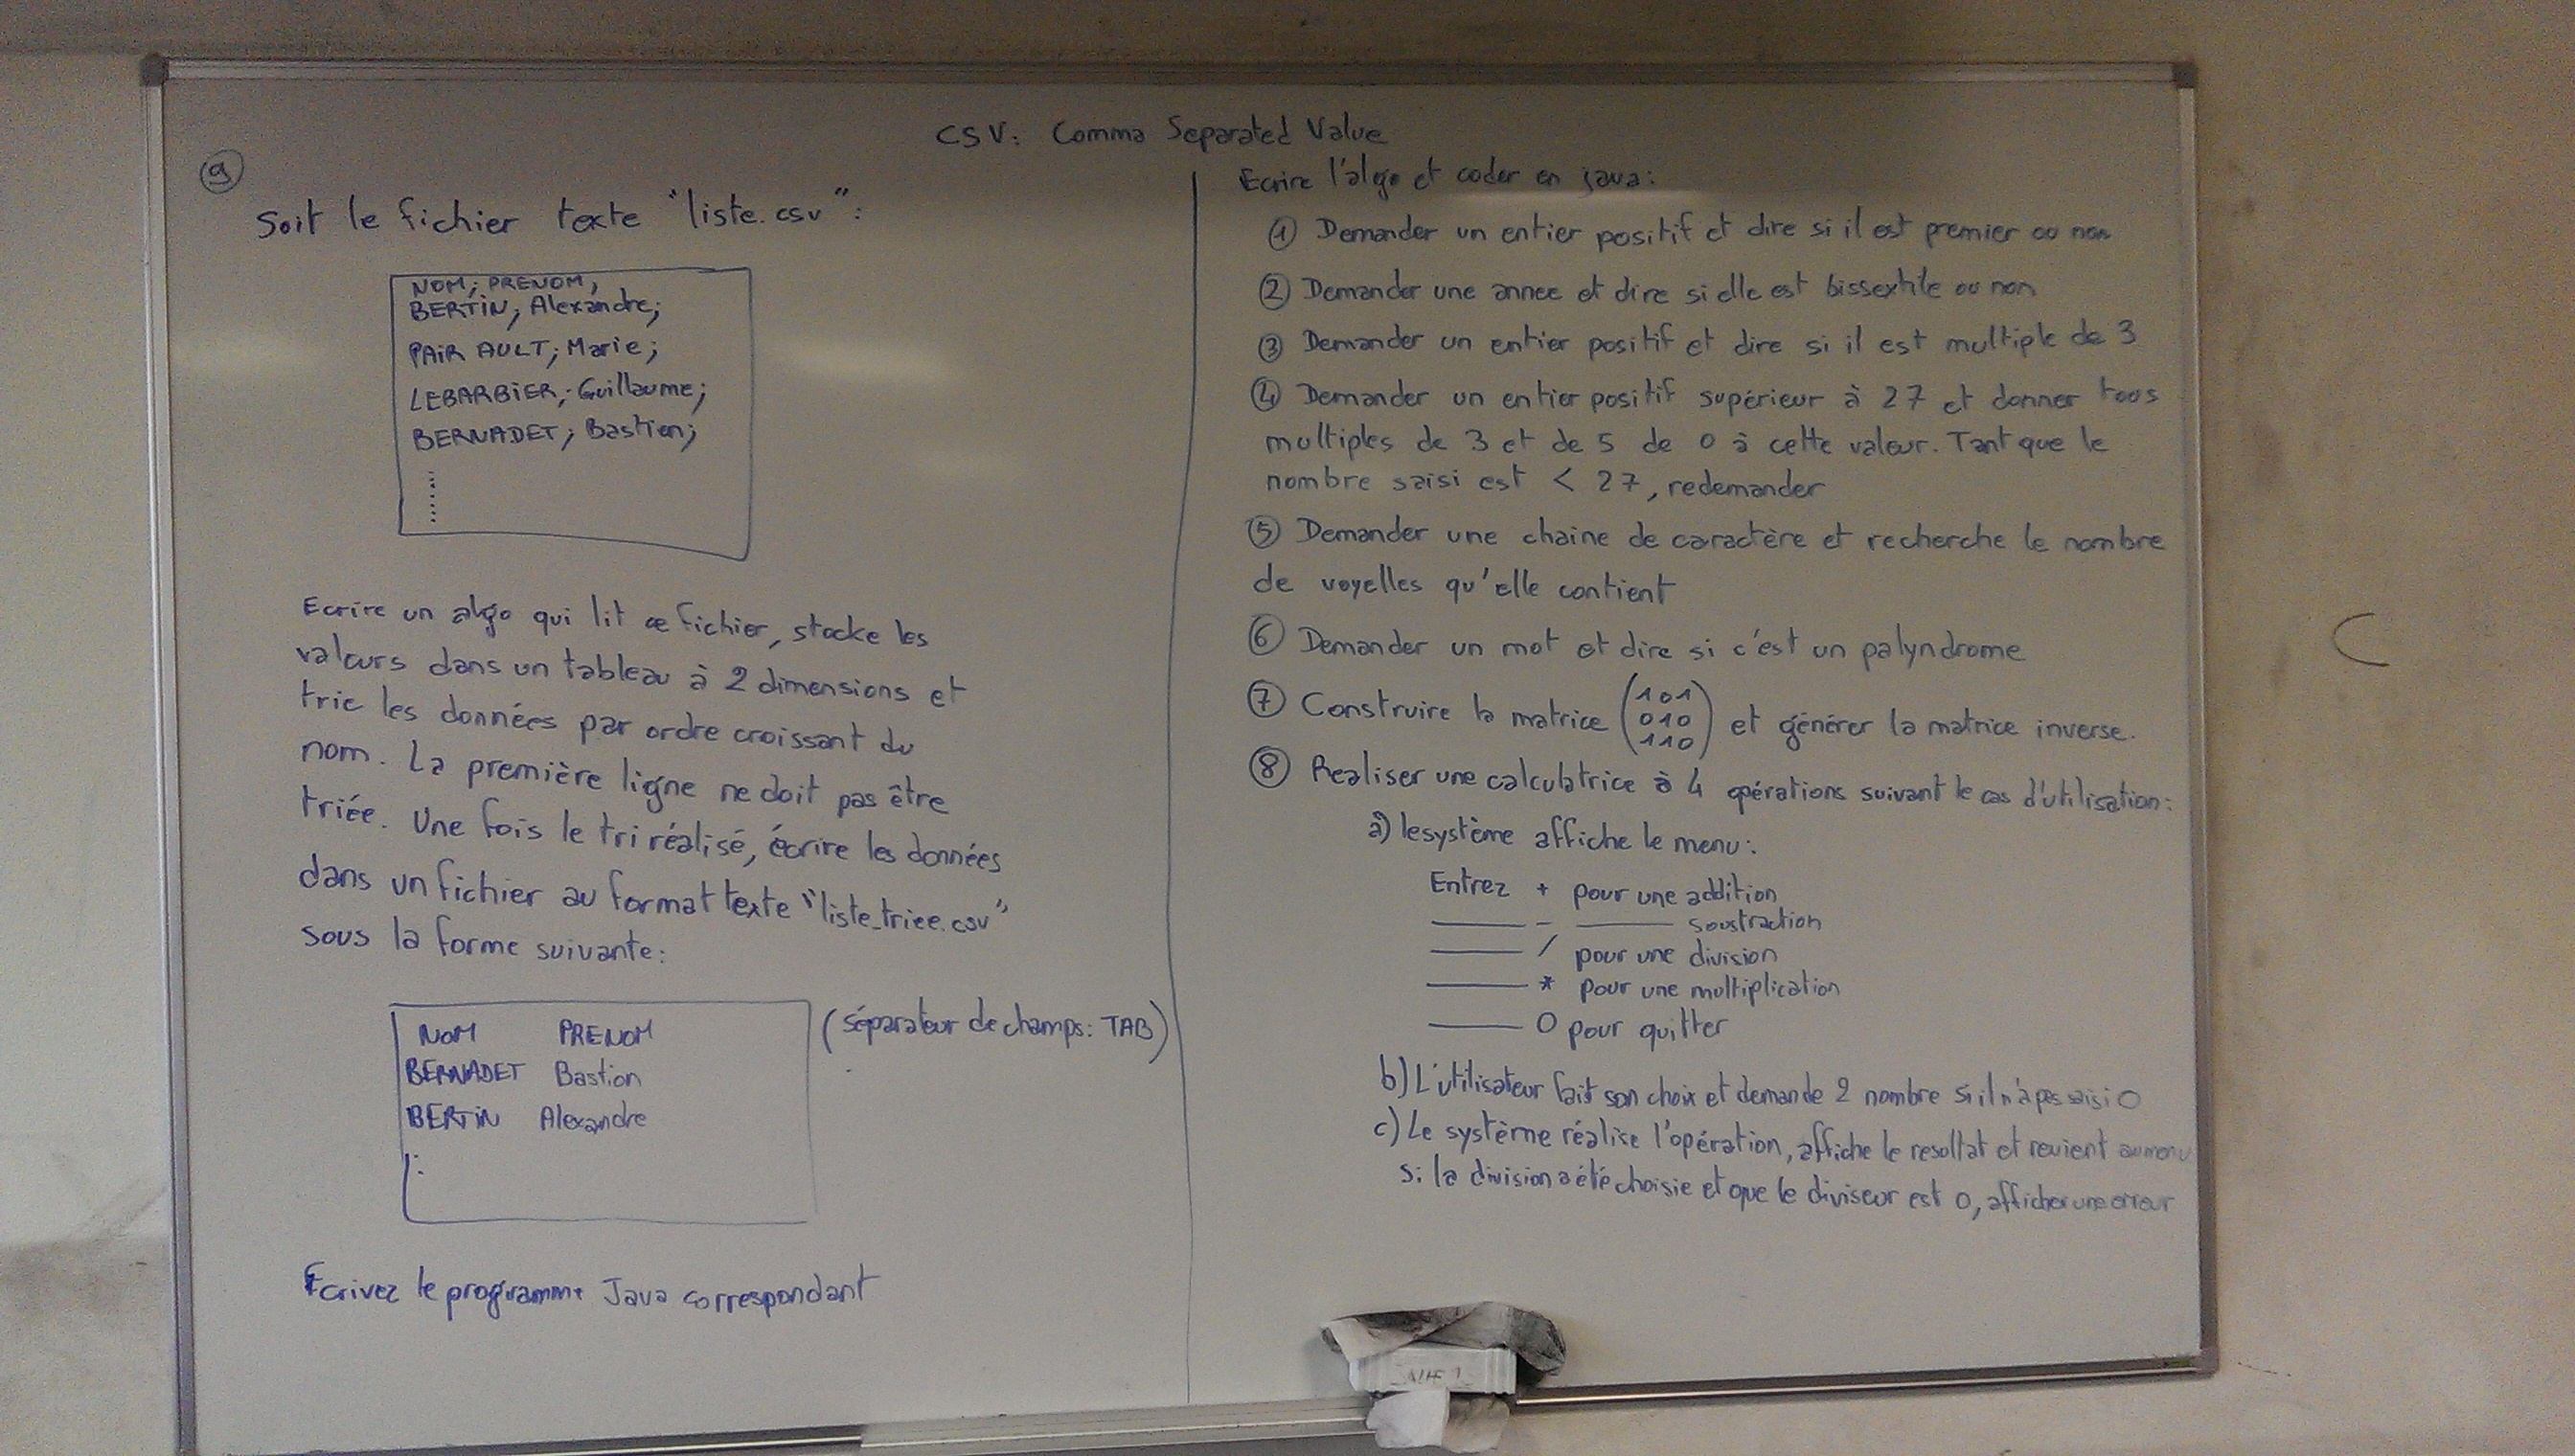 CSV: Comma Separated Value
9
Soit le fichier texte "liste.csv":
NOM; PRENOM;
BERTIN; Alexandre;
PAIRAULT; Marie;
LEBARBIER; Guillaume;
BERNADET; Bastien;
Ecrire un algo qui lit ce fichier, stocke les
valeurs dans un tableau à 2 dimensions et
trie les données par ordre croissant du
nom. La première ligne ne doit pas être
triée. Une fois le tri réalisé, écrire les données
dans un fichier au format texte "liste_triee.csv"
sous la forme suivante:
NOM PRENOM (séparateur de champs: TAB)
BERNADET Bastion
BERTIN Alexandre
Ecrivez le programme Java correspondant
Ecrire l'algo et coder en java:
1 Demander un entier positif et dire si il est premier ou non
2 Demander une annee et dire si elle est bissextile ou non
3 Demander un entier positif et dire si il est multiple de 3
4 Demander un entier positif supérieur à 27 et donner tous
multiples de 3 et de 5 de 0 à cette valeur. Tant que le
nombre saisi est < 27, redemander
5 Demander une chaine de caractère et recherche le nombre
de voyelles qu'elle contient
6 Demander un mot et dire si c'est un palyndrome
7 Construire la matrice (101 010 110) et générer la matrice inverse.
8 Realiser une calculatrice à 4 opérations suivant le cas d'utilisation:
a) le système affiche le menu:
Entrez + pour une addition
- soustraction
/ pour une division
* pour une multiplication
0 pour quitter
b) L'utilisateur fait son choix et demande 2 nombre si il n'a pas saisi 0
c) Le système réalise l'opération, affiche le resultat et revient au menu
Si la division a été choisie et que le diviseur est 0, afficher une erreur